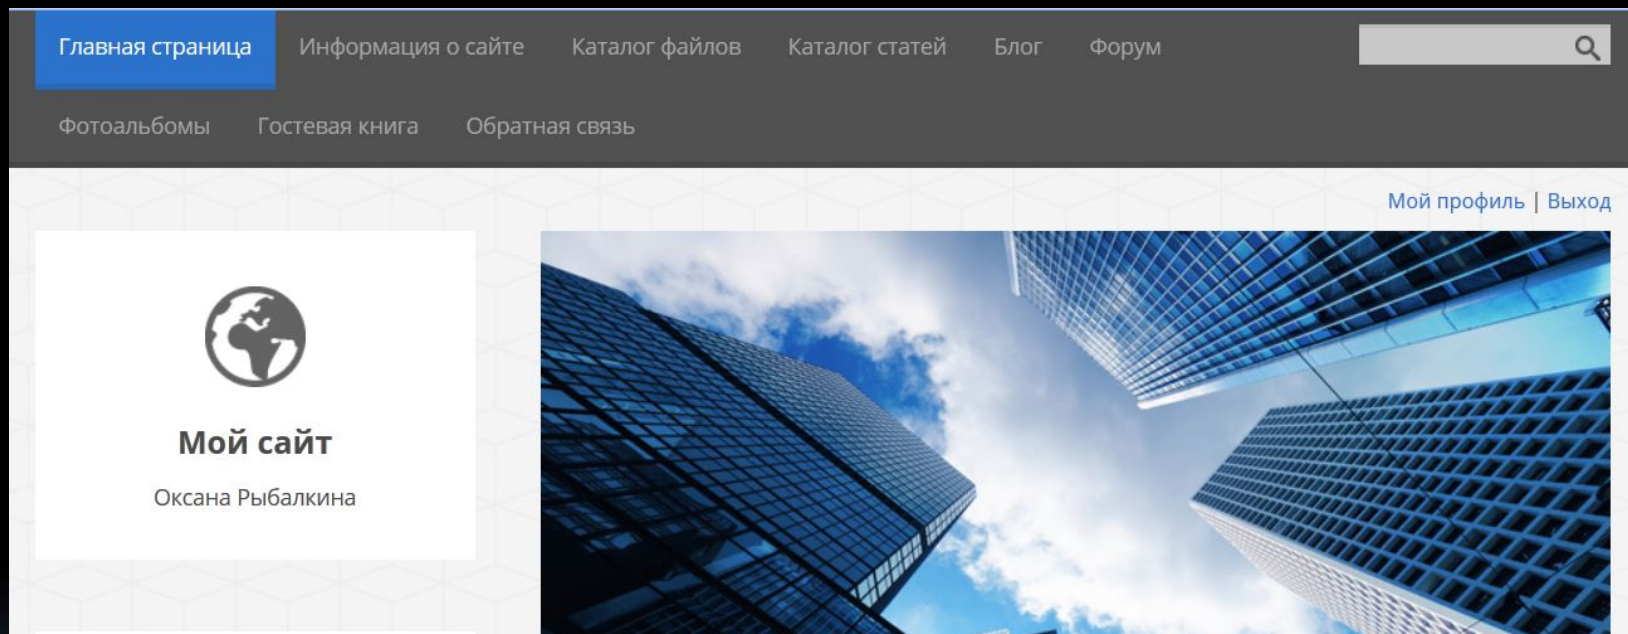 Главная страница Информация о сайте Каталог файлов Каталог статей Блог Форум
Фотоальбомы Гостевая книга Обратная связь
Мой профиль | Выход
Мой сайт
Оксана Рыбалкина